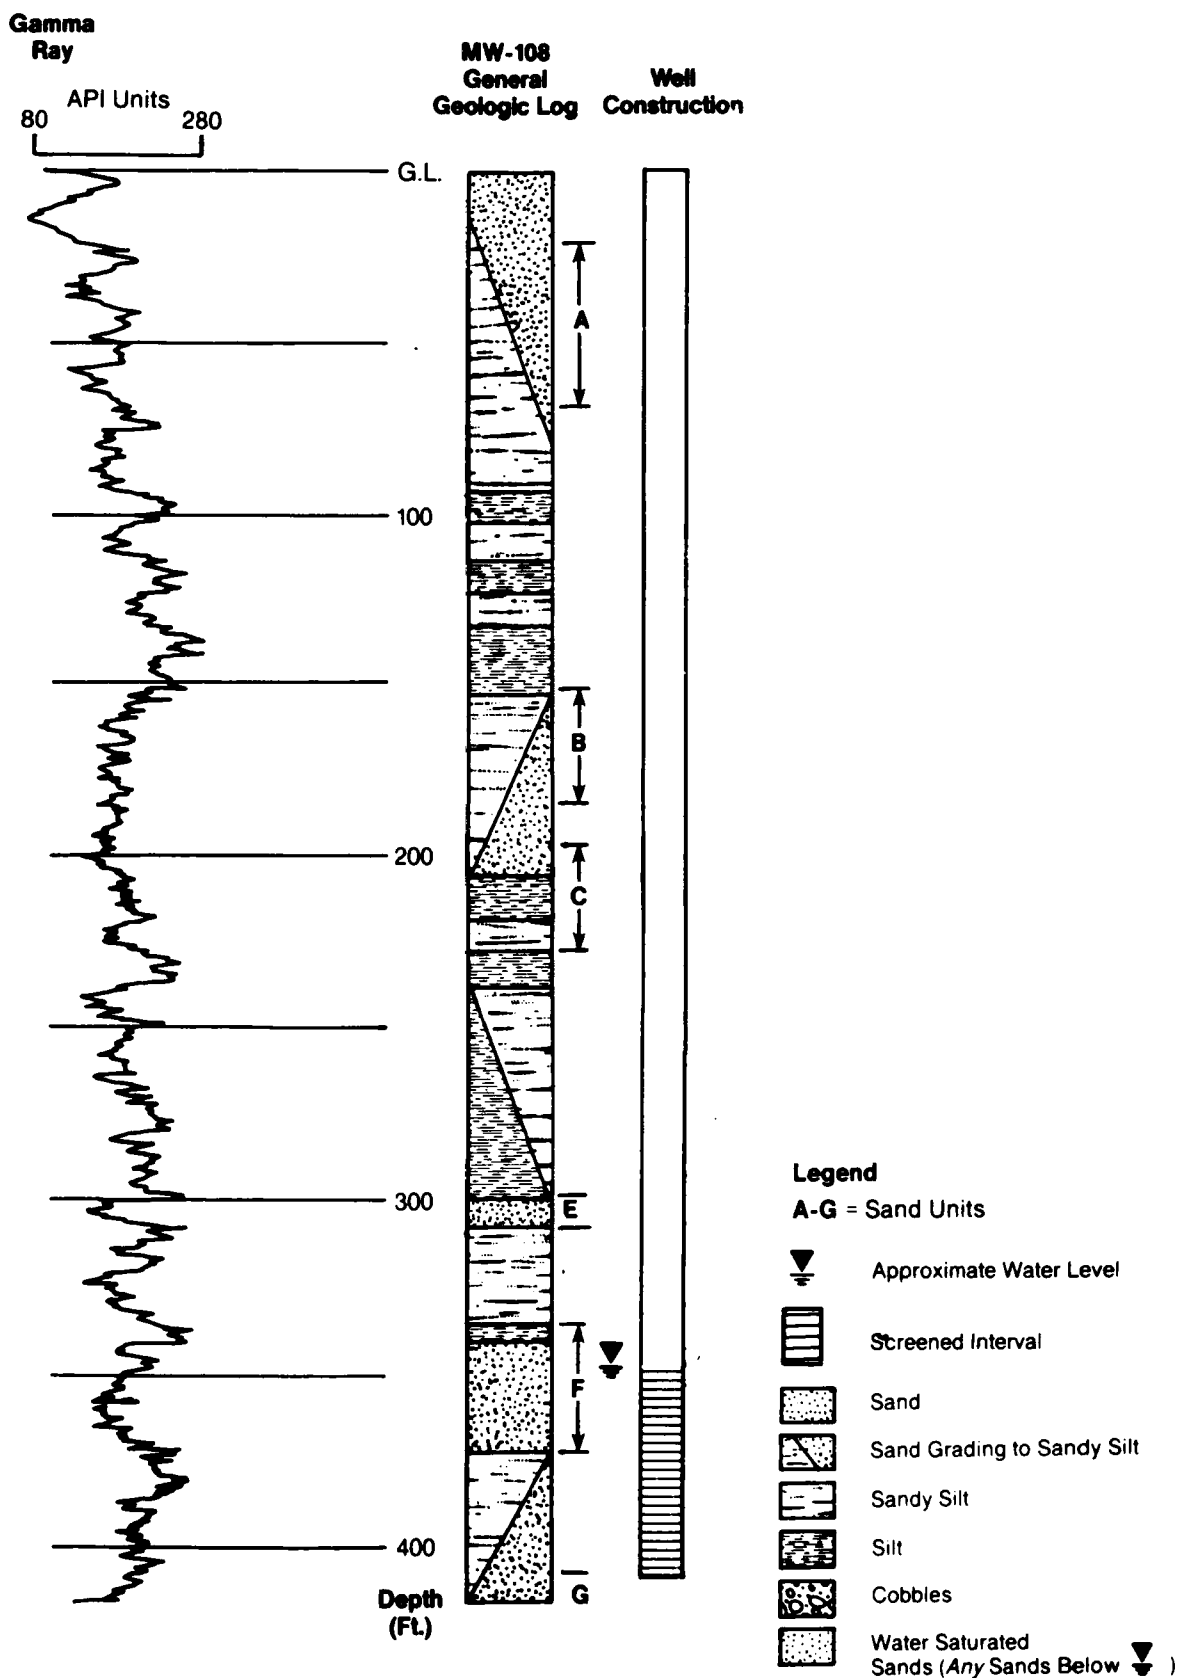 Gamma
Ray
API Units
80 280
MW-108
General
Geologic Log
Well
Construction
G.L.
A
100
B
200
C
300
E
F
400
G
Depth
(Ft.)
Legend
A-G = Sand Units
Approximate Water Level
Screened Interval
Sand
Sand Grading to Sandy Silt
Sandy Silt
Silt
Cobbles
Water Saturated
Sands (Any Sands Below )